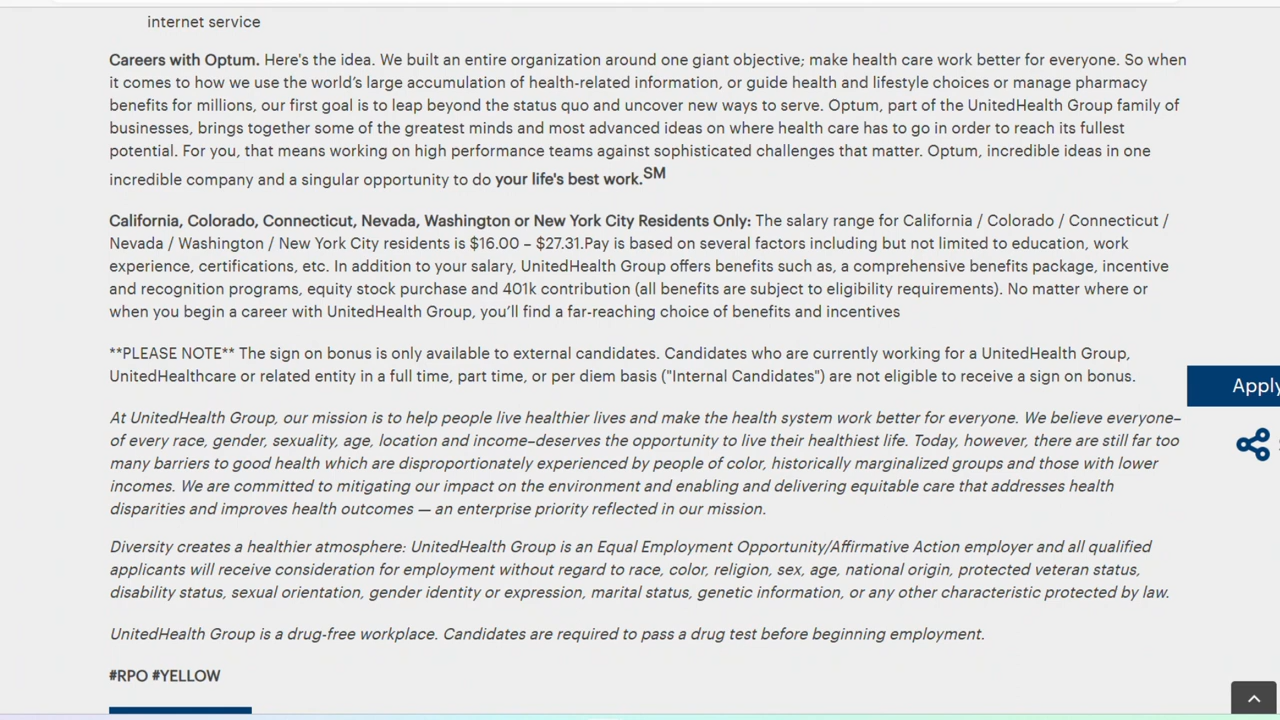 internet service
Careers with Optum. Here's the idea. We built an entire organization around one giant objective; make health care work better for everyone. So when
it comes to how we use the world’s large accumulation of health-related information, or guide health and lifestyle choices or manage pharmacy
benefits for millions, our first goal is to leap beyond the status quo and uncover new ways to serve. Optum, part of the UnitedHealth Group family of
businesses, brings together some of the greatest minds and most advanced ideas on where health care has to go in order to reach its fullest
potential. For you, that means working on high performance teams against sophisticated challenges that matter. Optum, incredible ideas in one
incredible company and a singular opportunity to do your life's best work.SM
California, Colorado, Connecticut, Nevada, Washington or New York City Residents Only: The salary range for California / Colorado / Connecticut /
Nevada / Washington / New York City residents is $16.00 – $27.31.Pay is based on several factors including but not limited to education, work
experience, certifications, etc. In addition to your salary, UnitedHealth Group offers benefits such as, a comprehensive benefits package, incentive
and recognition programs, equity stock purchase and 401k contribution (all benefits are subject to eligibility requirements). No matter where or
when you begin a career with UnitedHealth Group, you’ll find a far-reaching choice of benefits and incentives
**PLEASE NOTE** The sign on bonus is only available to external candidates. Candidates who are currently working for a UnitedHealth Group,
UnitedHealthcare or related entity in a full time, part time, or per diem basis ("Internal Candidates") are not eligible to receive a sign on bonus.
Apply
At UnitedHealth Group, our mission is to help people live healthier lives and make the health system work better for everyone. We believe everyone–
of every race, gender, sexuality, age, location and income–deserves the opportunity to live their healthiest life. Today, however, there are still far too
many barriers to good health which are disproportionately experienced by people of color, historically marginalized groups and those with lower
incomes. We are committed to mitigating our impact on the environment and enabling and delivering equitable care that addresses health
disparities and improves health outcomes — an enterprise priority reflected in our mission.
Diversity creates a healthier atmosphere: UnitedHealth Group is an Equal Employment Opportunity/Affirmative Action employer and all qualified
applicants will receive consideration for employment without regard to race, color, religion, sex, age, national origin, protected veteran status,
disability status, sexual orientation, gender identity or expression, marital status, genetic information, or any other characteristic protected by law.
UnitedHealth Group is a drug-free workplace. Candidates are required to pass a drug test before beginning employment.
#RPO #YELLOW